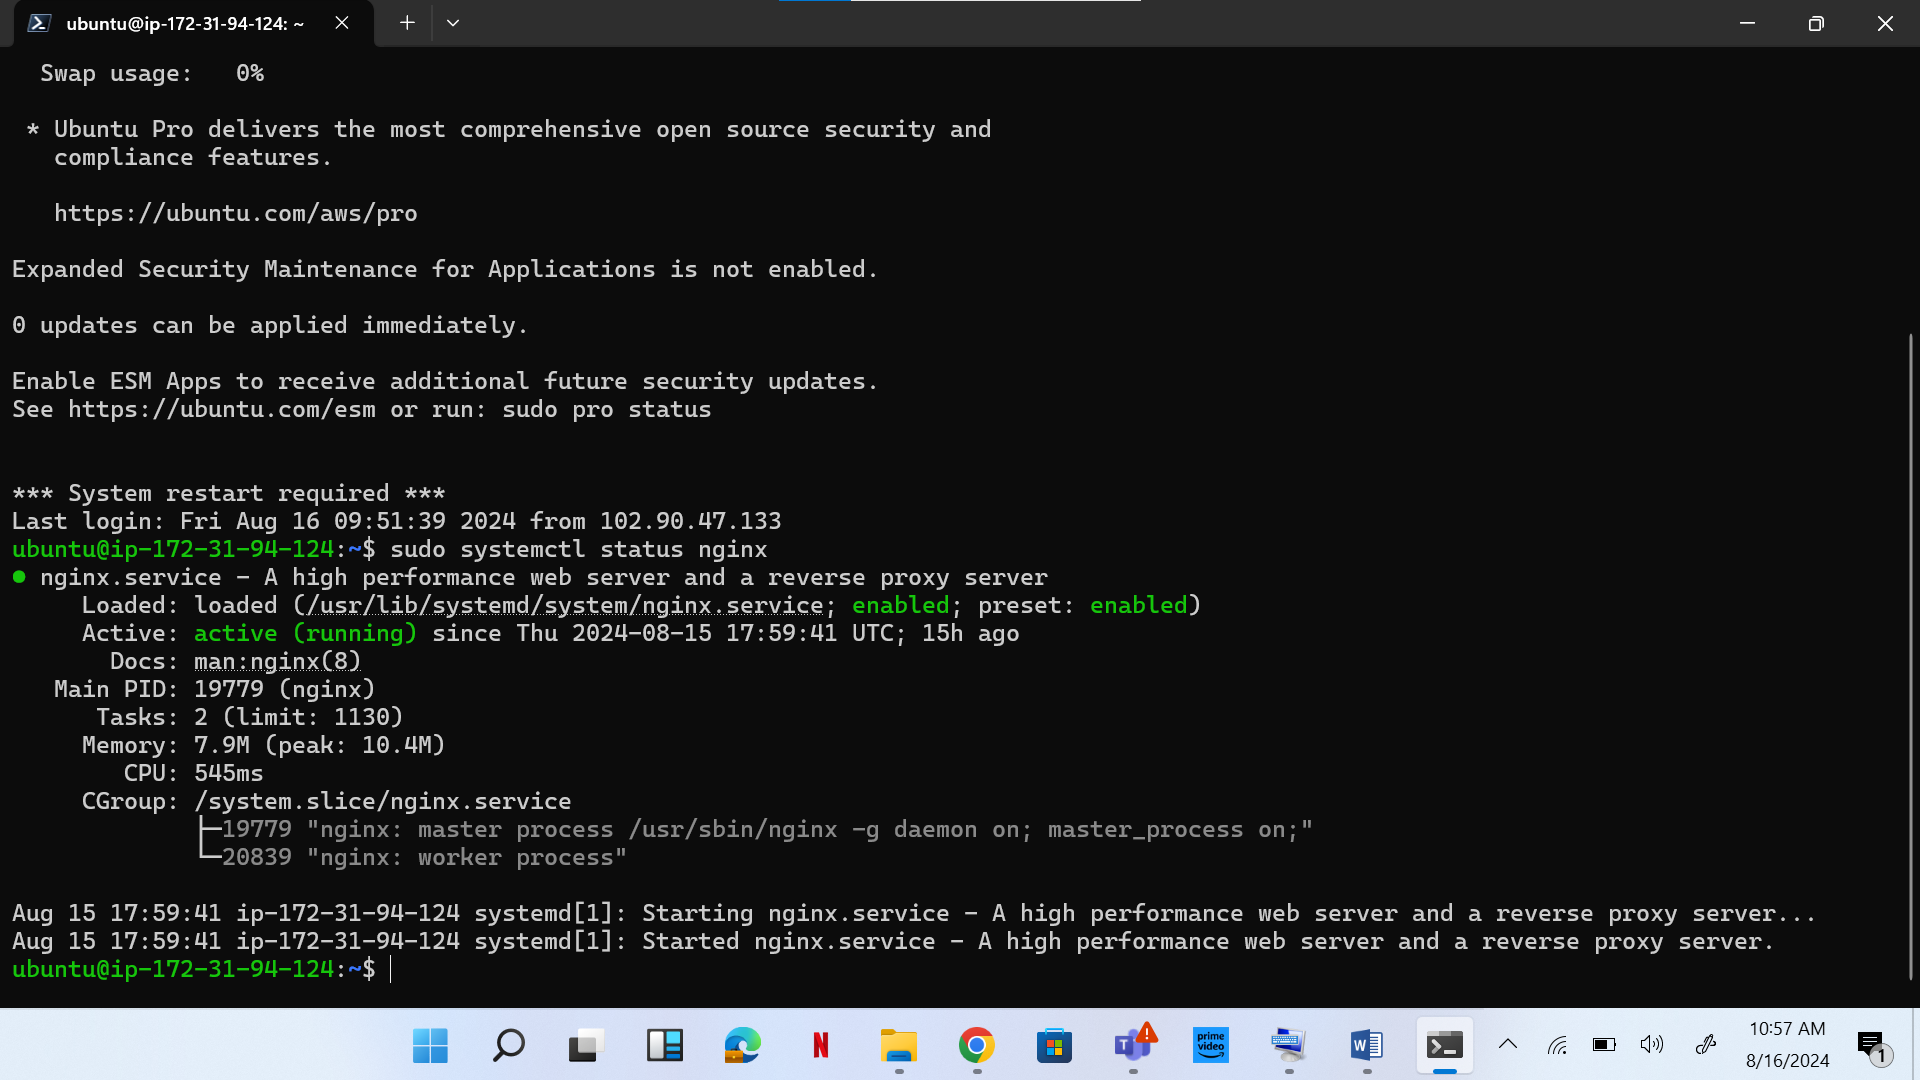 ubuntu@ip-172-31-94-124: ~
Swap usage:   0%
* Ubuntu Pro delivers the most comprehensive open source security and
compliance features.
https://ubuntu.com/aws/pro
Expanded Security Maintenance for Applications is not enabled.
0 updates can be applied immediately.
Enable ESM Apps to receive additional future security updates.
See https://ubuntu.com/esm or run: sudo pro status
*** System restart required ***
Last login: Fri Aug 16 09:51:39 2024 from 102.90.47.133
ubuntu@ip-172-31-94-124:~$ sudo systemctl status nginx
● nginx.service - A high performance web server and a reverse proxy server
Loaded: loaded (/usr/lib/systemd/system/nginx.service; enabled; preset: enabled)
Active: active (running) since Thu 2024-08-15 17:59:41 UTC; 15h ago
Docs: man:nginx(8)
Main PID: 19779 (nginx)
Tasks: 2 (limit: 1130)
Memory: 7.9M (peak: 10.4M)
CPU: 545ms
CGroup: /system.slice/nginx.service
├─19779 "nginx: master process /usr/sbin/nginx -g daemon on; master_process on;"
└─20839 "nginx: worker process"
Aug 15 17:59:41 ip-172-31-94-124 systemd[1]: Starting nginx.service - A high performance web server and a reverse proxy server...
Aug 15 17:59:41 ip-172-31-94-124 systemd[1]: Started nginx.service - A high performance web server and a reverse proxy server.
ubuntu@ip-172-31-94-124:~$
N
T
prime video
W
10:57 AM
8/16/2024
1